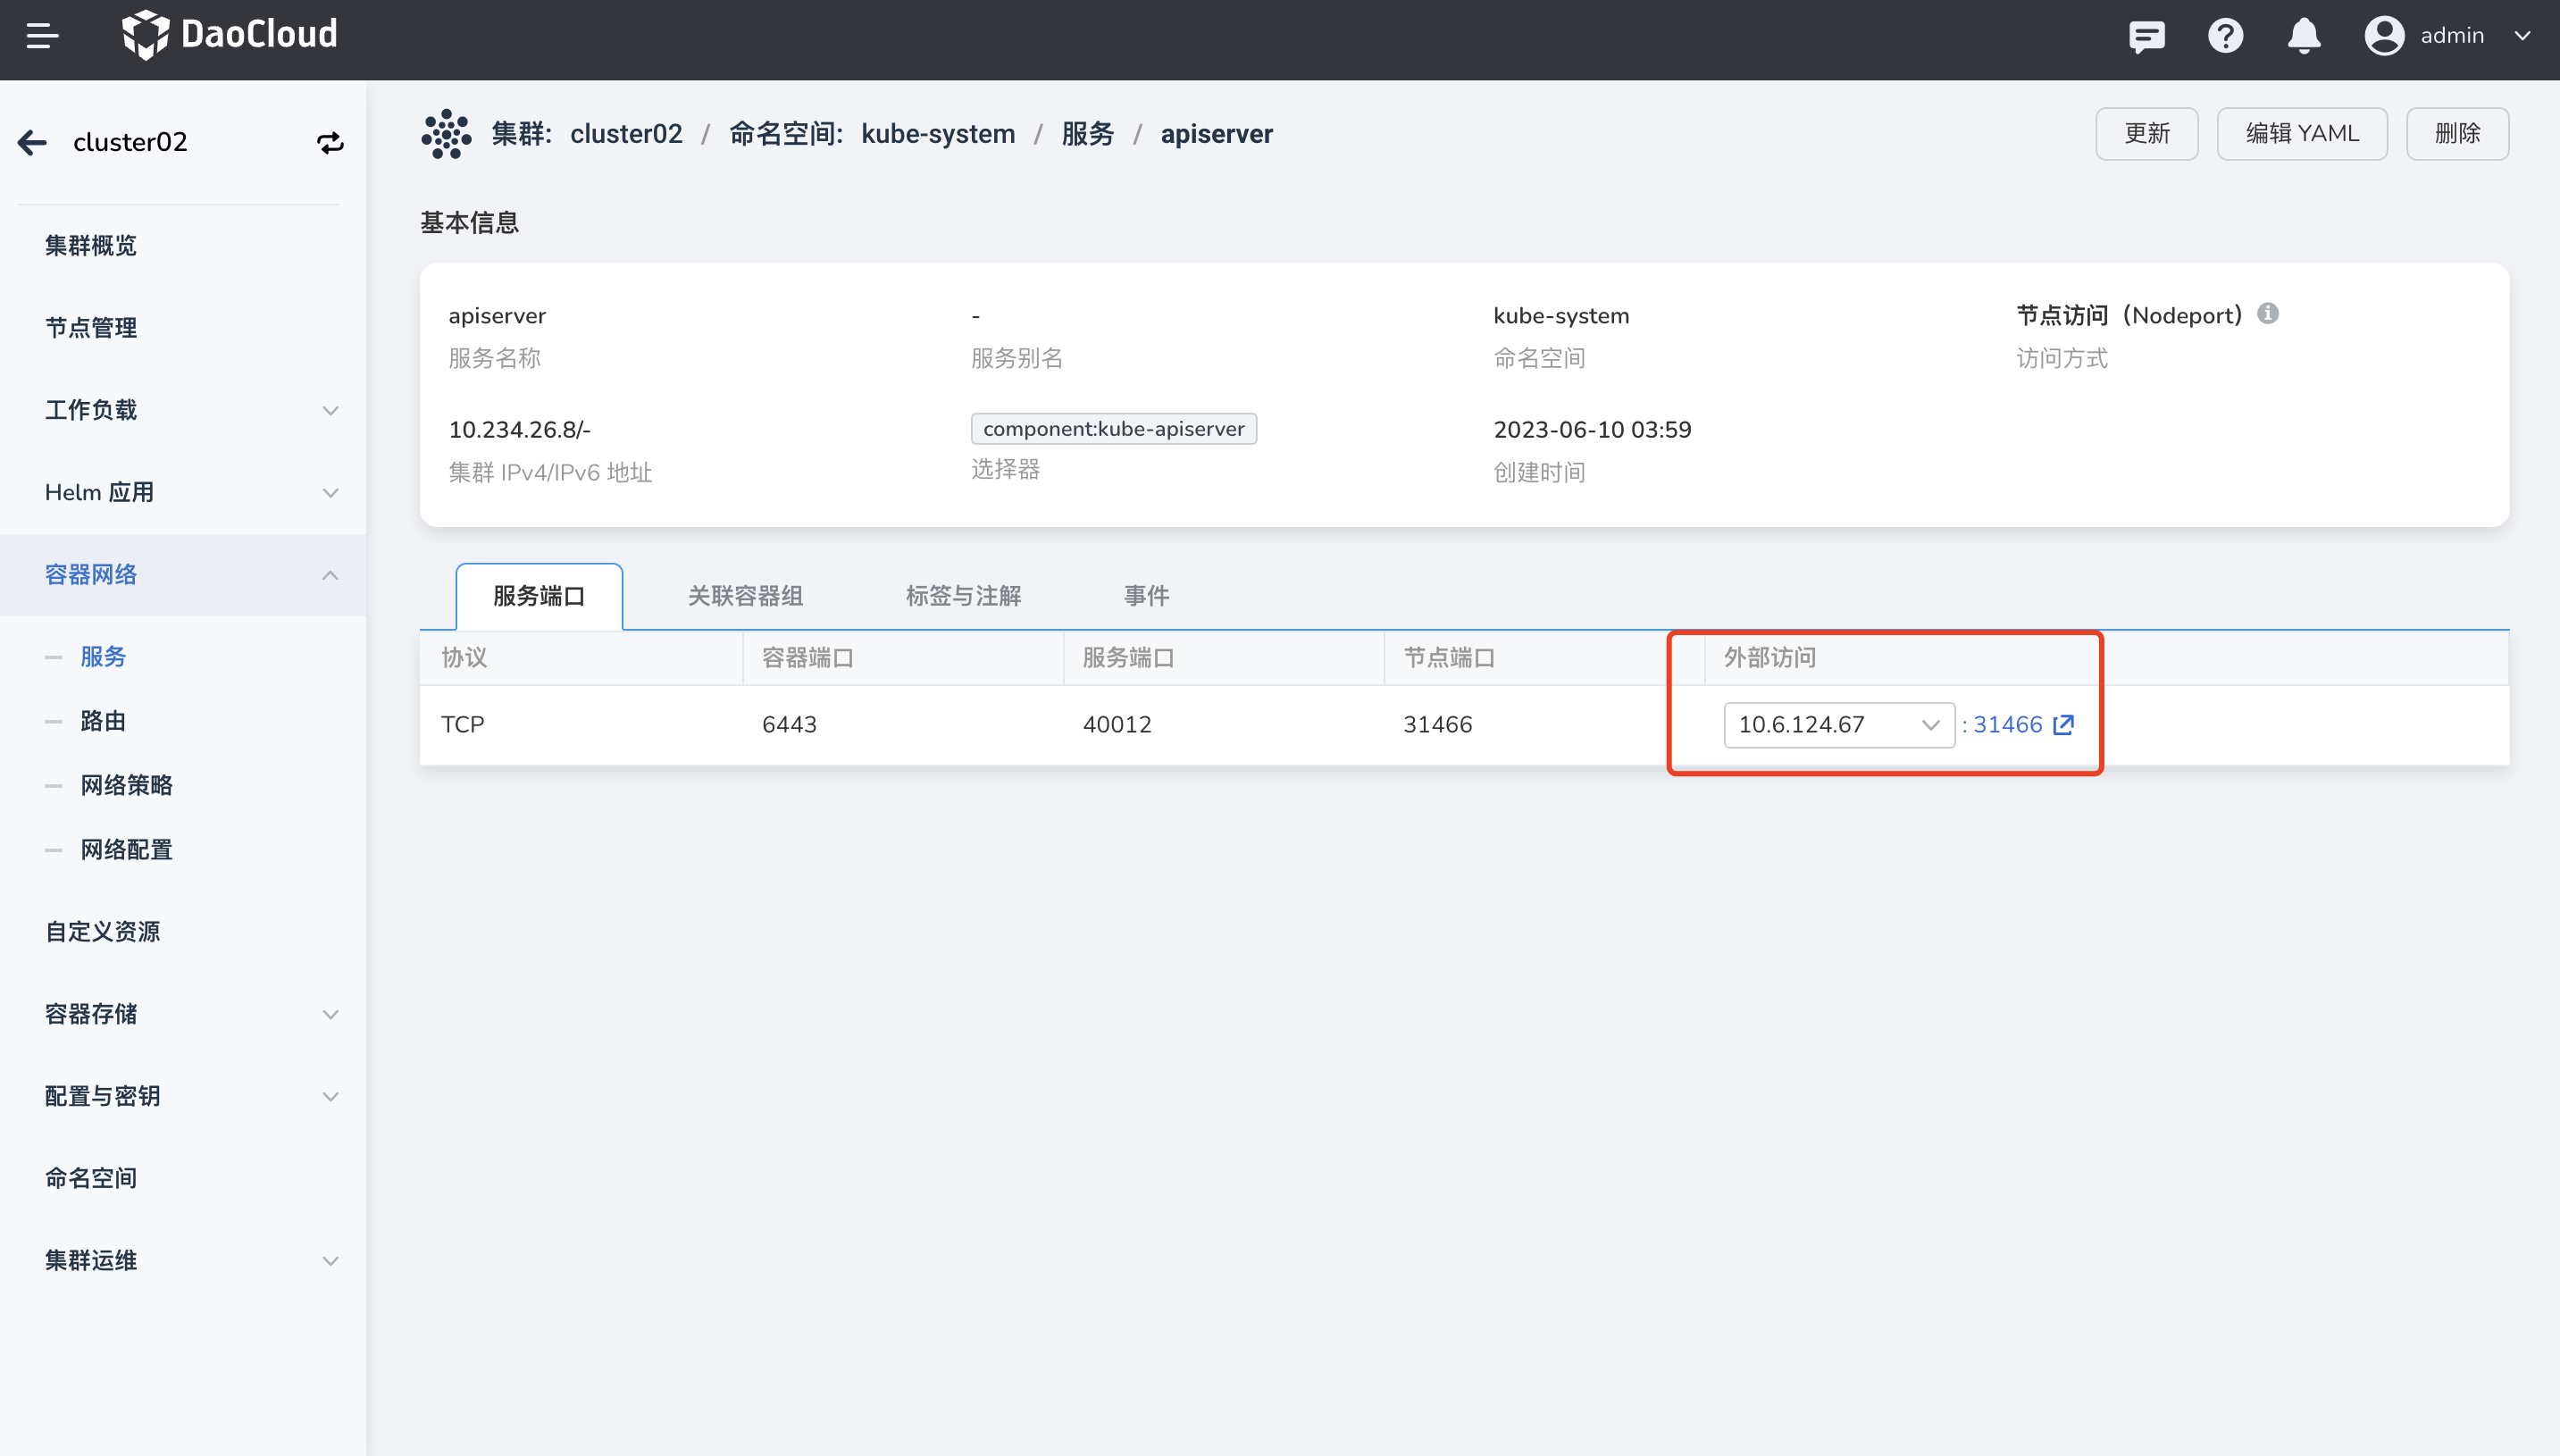 DaoCloud
admin
cluster02
集群概览
节点管理
工作负载
Helm 应用
容器网络
服务
路由
网络策略
网络配置
自定义资源
容器存储
配置与密钥
命名空间
集群运维
集群: cluster02 / 命名空间: kube-system / 服务 / apiserver
更新 编辑 YAML 删除
基本信息
apiserver - kube-system 节点访问（Nodeport）
服务名称 服务别名 命名空间 访问方式
10.234.26.8/- component:kube-apiserver 2023-06-10 03:59
集群 IPv4/IPv6 地址 选择器 创建时间
服务端口 关联容器组 标签与注解 事件
协议 容器端口 服务端口 节点端口 外部访问
TCP 6443 40012 31466 10.6.124.67 : 31466